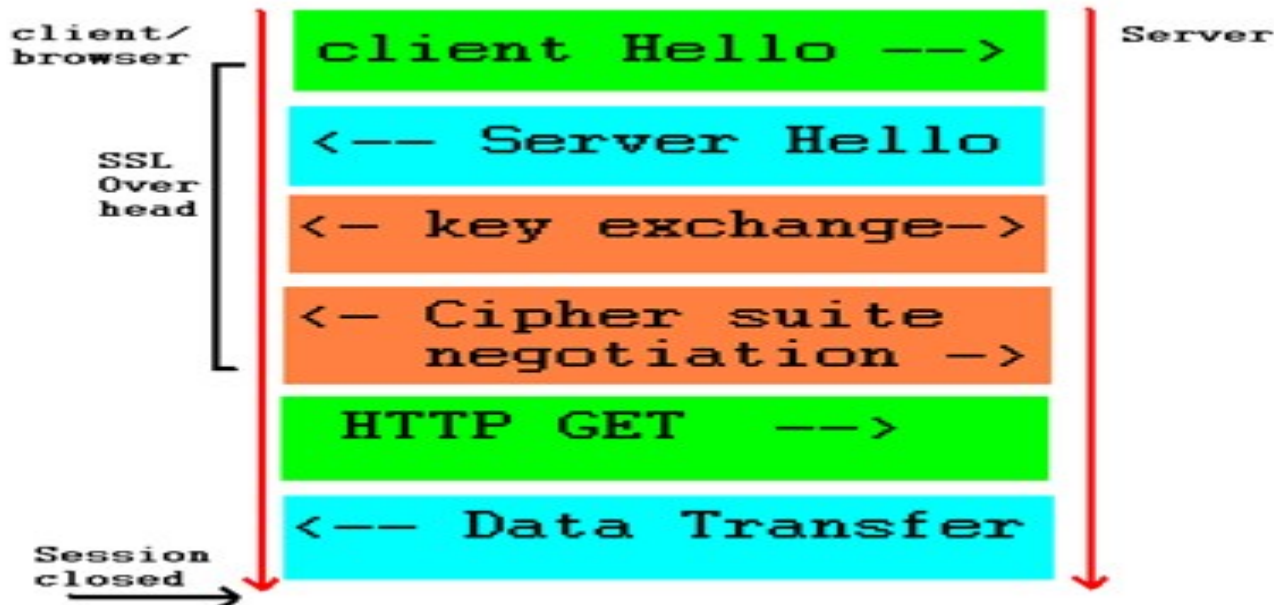 client/
browser
client Hello -->
Server
<-- Server Hello
SSL
Over
head
<- key exchange->
<- Cipher suite
negotiation ->
HTTP GET -->
<-- Data Transfer
Session
closed